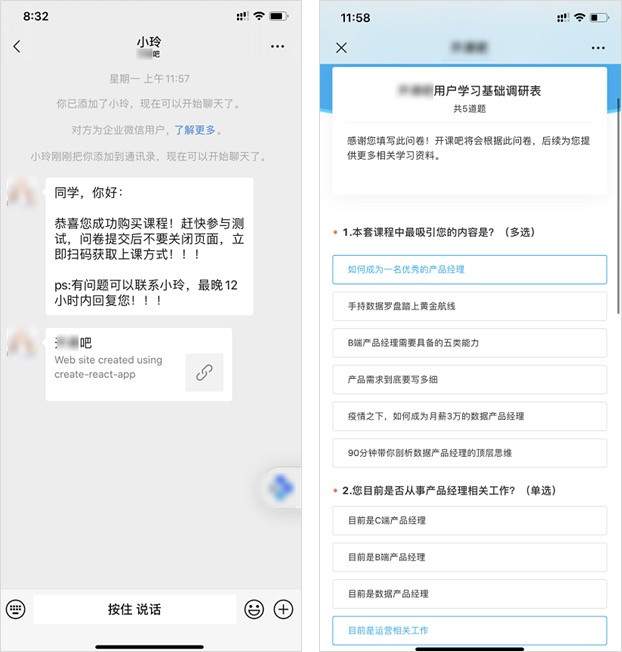 8:32
小玲
吧
星期一 上午11:57
你已添加了小玲，现在可以开始聊天了。
对方为企业微信用户，了解更多。
小玲刚刚把你添加到通讯录，现在可以开始聊天了。
同学，你好：
恭喜您成功购买课程！赶快参与测
试，问卷提交后不要关闭页面，立
即扫码获取上课方式！！！
ps:有问题可以联系小玲，最晚12
小时内回复您！！！
吧
Web site created using
create-react-app
按住 说话
11:58
用户学习基础调研表
共5道题
感谢您填写此问卷！开课吧将会根据此问卷，后续为您提
供更多相关学习资料。
* 1.本套课程中最吸引您的内容是？（多选）
如何成为一名优秀的产品经理
手持数据罗盘踏上黄金航线
B端产品经理需要具备的五类能力
产品需求到底要写多细
疫情之下，如何成为月薪3万的数据产品经理
90分钟带你剖析数据产品经理的顶层思维
* 2.您目前是否从事产品经理相关工作？（单选）
目前是C端产品经理
目前是B端产品经理
目前是数据产品经理
目前是运营相关工作